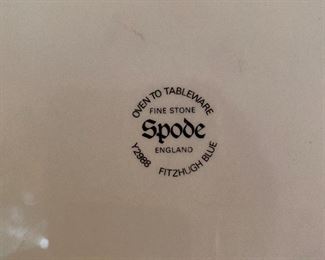 OVEN TO TABLEWARE
FINE STONE
Spode
ENGLAND
Y2988 FITZHUGH BLUE